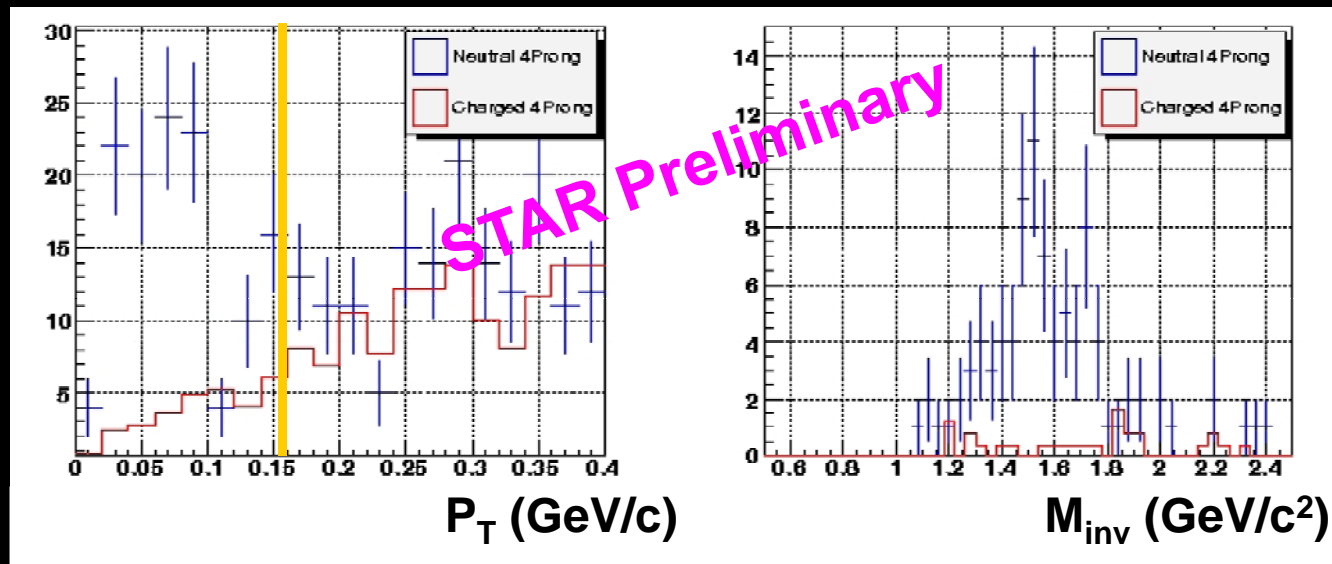 30
25
20
15
10
5
0 0.05 0.1 0.15 0.2 0.25 0.3 0.35 0.4
Neutral 4Prong
Charged 4Prong
P_T (GeV/c)
STAR Preliminary
14
12
10
8
6
4
2
0
0.6 0.8 1 1.2 1.4 1.6 1.8 2 2.2 2.4
Neutral 4Prong
Charged 4Prong
M_inv (GeV/c²)